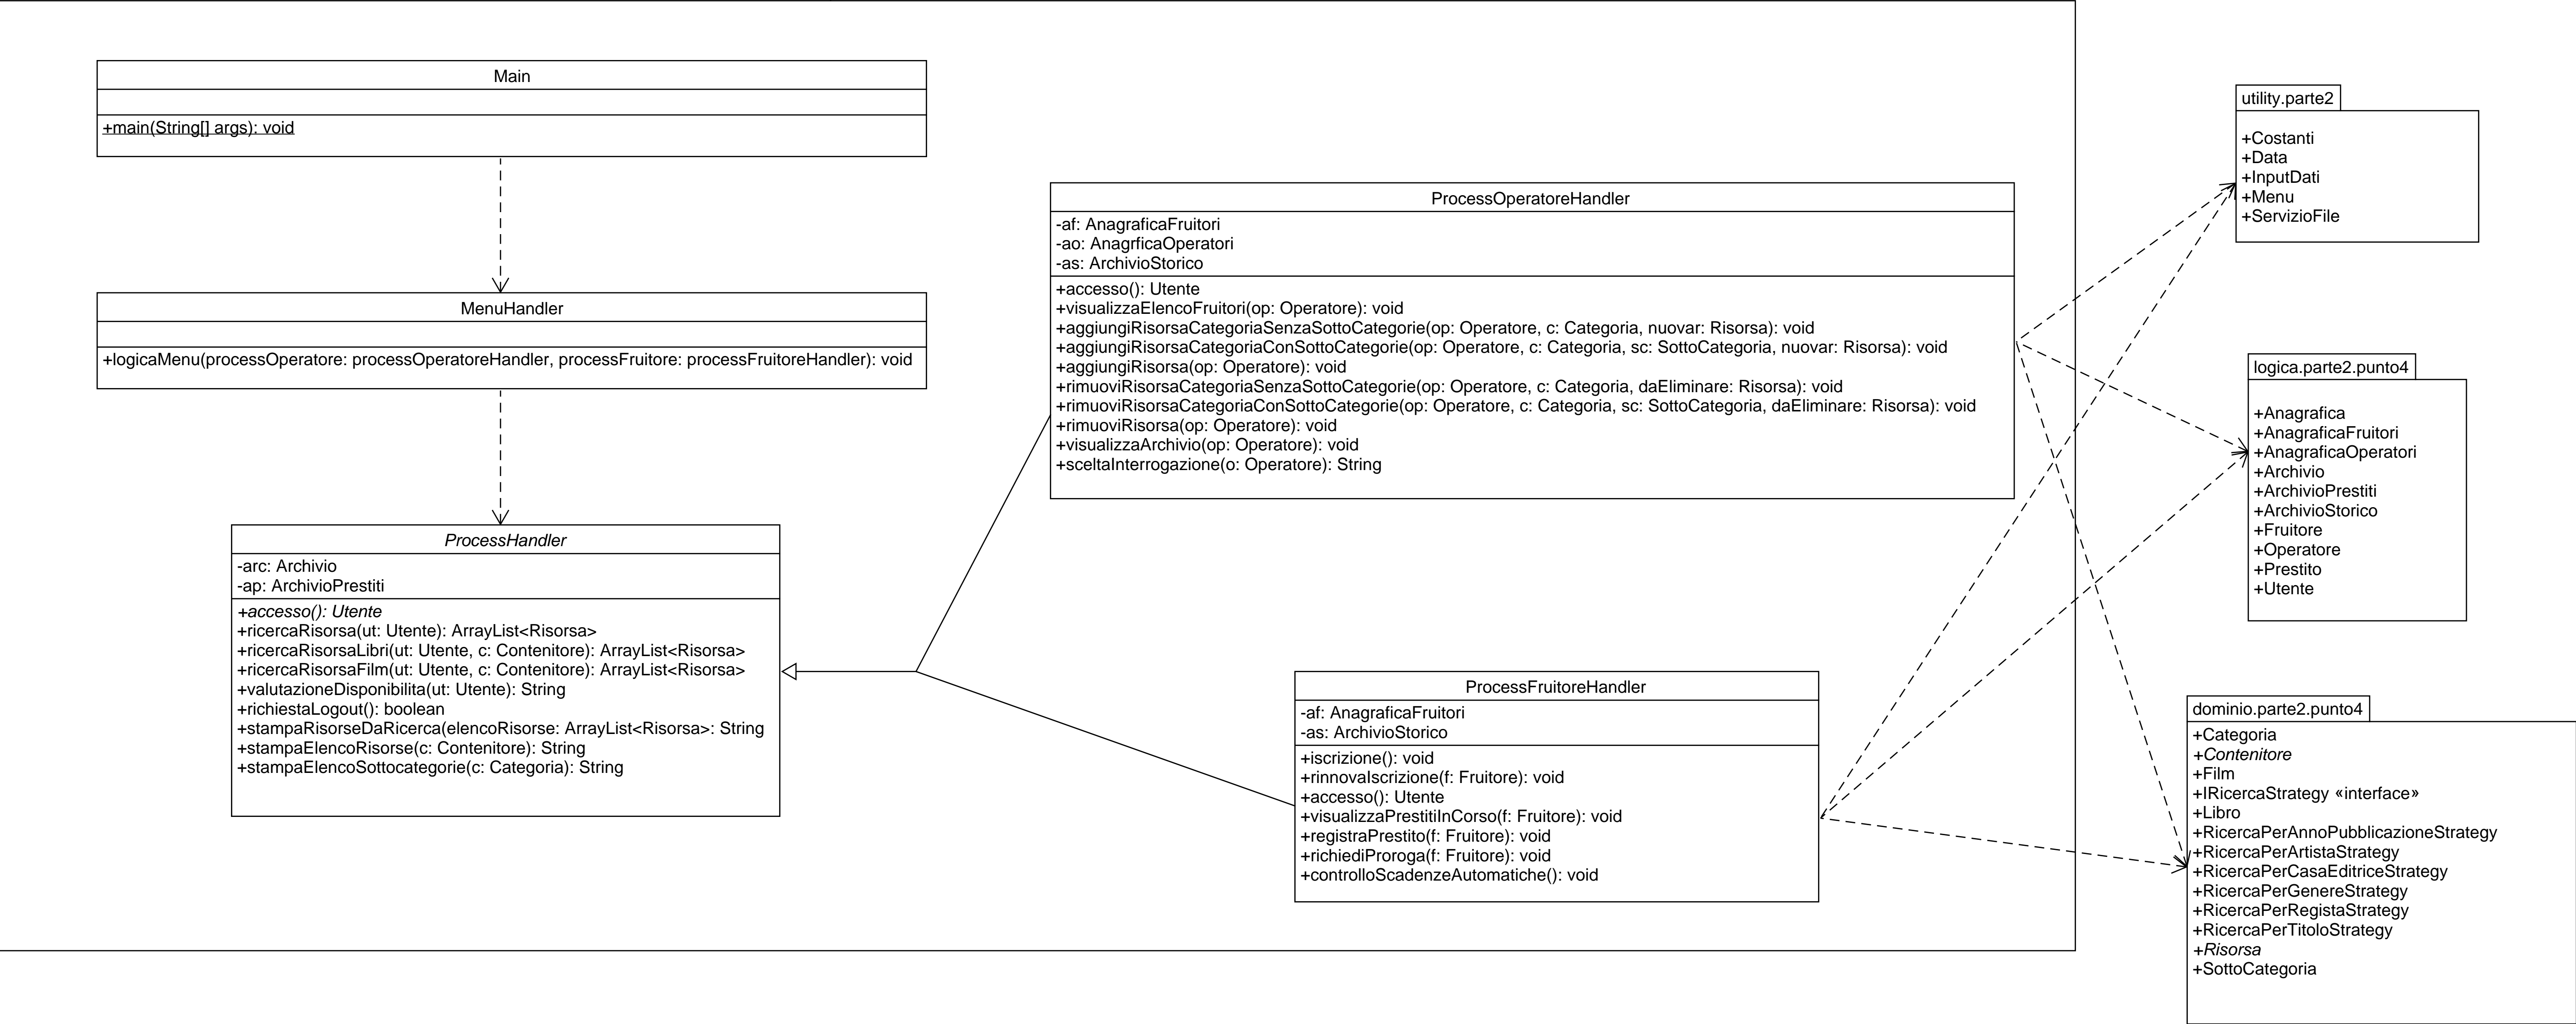 Main
+main(String[] args): void
MenuHandler
+logicaMenu(processOperatore: processOperatoreHandler, processFruitore: processFruitoreHandler): void
ProcessHandler
-arc: Archivio
-ap: ArchivioPrestiti
+accesso(): Utente
+ricercaRisorsa(ut: Utente): ArrayList<Risorsa>
+ricercaRisorsaLibri(ut: Utente, c: Contenitore): ArrayList<Risorsa>
+ricercaRisorsaFilm(ut: Utente, c: Contenitore): ArrayList<Risorsa>
+valutazioneDisponibilita(ut: Utente): String
+richiestaLogout(): boolean
+stampaRisorseDaRicerca(elencoRisorse: ArrayList<Risorsa>: String
+stampaElencoRisorse(c: Contenitore): String
+stampaElencoSottocategorie(c: Categoria): String
ProcessOperatoreHandler
-af: AnagraficaFruitori
-ao: AnagrficaOperatori
-as: ArchivioStorico
+accesso(): Utente
+visualizzaElencoFruitori(op: Operatore): void
+aggiungiRisorsaCategoriaSenzaSottoCategorie(op: Operatore, c: Categoria, nuovar: Risorsa): void
+aggiungiRisorsaCategoriaConSottoCategorie(op: Operatore, c: Categoria, sc: SottoCategoria, nuovar: Risorsa): void
+aggiungiRisorsa(op: Operatore): void
+rimuoviRisorsaCategoriaSenzaSottoCategorie(op: Operatore, c: Categoria, daEliminare: Risorsa): void
+rimuoviRisorsaCategoriaConSottoCategorie(op: Operatore, c: Categoria, sc: SottoCategoria, daEliminare: Risorsa): void
+rimuoviRisorsa(op: Operatore): void
+visualizzaArchivio(op: Operatore): void
+sceltaInterrogazione(o: Operatore): String
ProcessFruitoreHandler
-af: AnagraficaFruitori
-as: ArchivioStorico
+iscrizione(): void
+rinnovaIscrizione(f: Fruitore): void
+accesso(): Utente
+visualizzaPrestitiInCorso(f: Fruitore): void
+registraPrestito(f: Fruitore): void
+richiediProroga(f: Fruitore): void
+controlloScadenzeAutomatiche(): void
utility.parte2
+Costanti
+Data
+InputDati
+Menu
+ServizioFile
logica.parte2.punto4
+Anagrafica
+AnagraficaFruitori
+AnagraficaOperatori
+Archivio
+ArchivioPrestiti
+ArchivioStorico
+Fruitore
+Operatore
+Prestito
+Utente
dominio.parte2.punto4
+Categoria
+Contenitore
+Film
+IRicercaStrategy «interface»
+Libro
+RicercaPerAnnoPubblicazioneStrategy
+RicercaPerArtistaStrategy
+RicercaPerCasaEditriceStrategy
+RicercaPerGenereStrategy
+RicercaPerRegistaStrategy
+RicercaPerTitoloStrategy
+Risorsa
+SottoCategoria